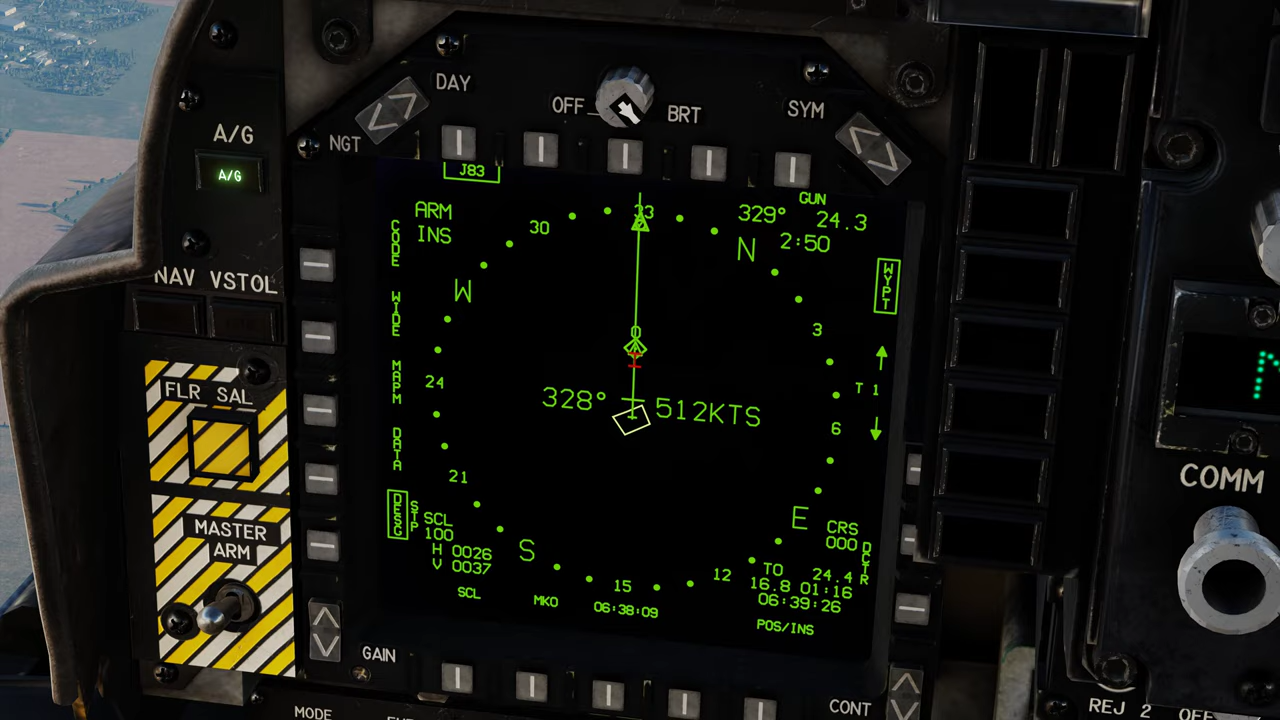 DAY
OFF
BRT
SYM
NGT
A/G
A/G
J83
GUN
ARM
INS
329° 24.3
2:50
CODE
WIDE
MAPM
DATA
DESG
STP
30
33
N
W
3
WYPT
24
T 1
6
0
328°
512KTS
21
E
S
15
12
SCL
100
H 0026
V 0037
CRS
000
DCTR
TO 24.4
16.8 01:16
06:39:26
SCL
MKO
06:38:09
POS/INS
NAV VSTOL
FLR SAL
MASTER
ARM
GAIN
CONT
MODE
COMM
REJ 2